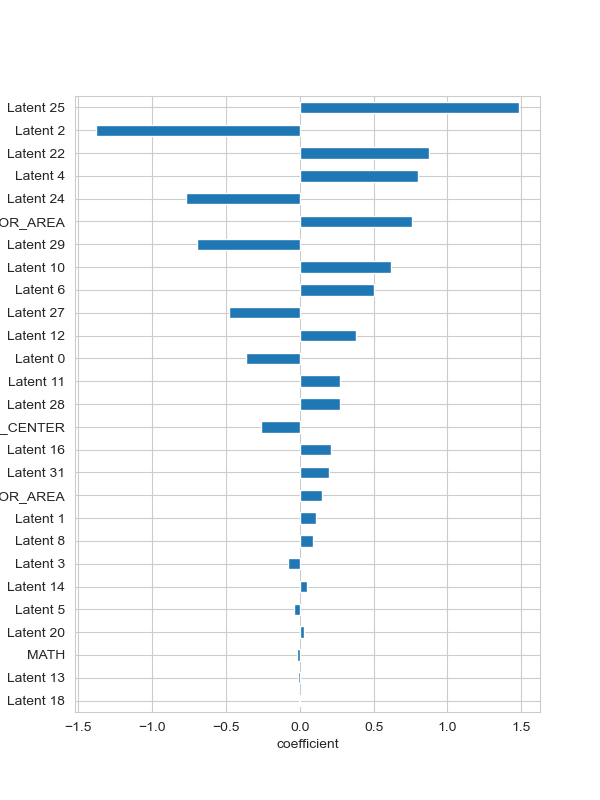 Latent 25
Latent 2
Latent 22
Latent 4
Latent 24
OR_AREA
Latent 29
Latent 10
Latent 6
Latent 27
Latent 12
Latent 0
Latent 11
Latent 28
_CENTER
Latent 16
Latent 31
OR_AREA
Latent 1
Latent 8
Latent 3
Latent 14
Latent 5
Latent 20
MATH
Latent 13
Latent 18
−1.5 −1.0 −0.5 0.0 0.5 1.0 1.5
coefficient